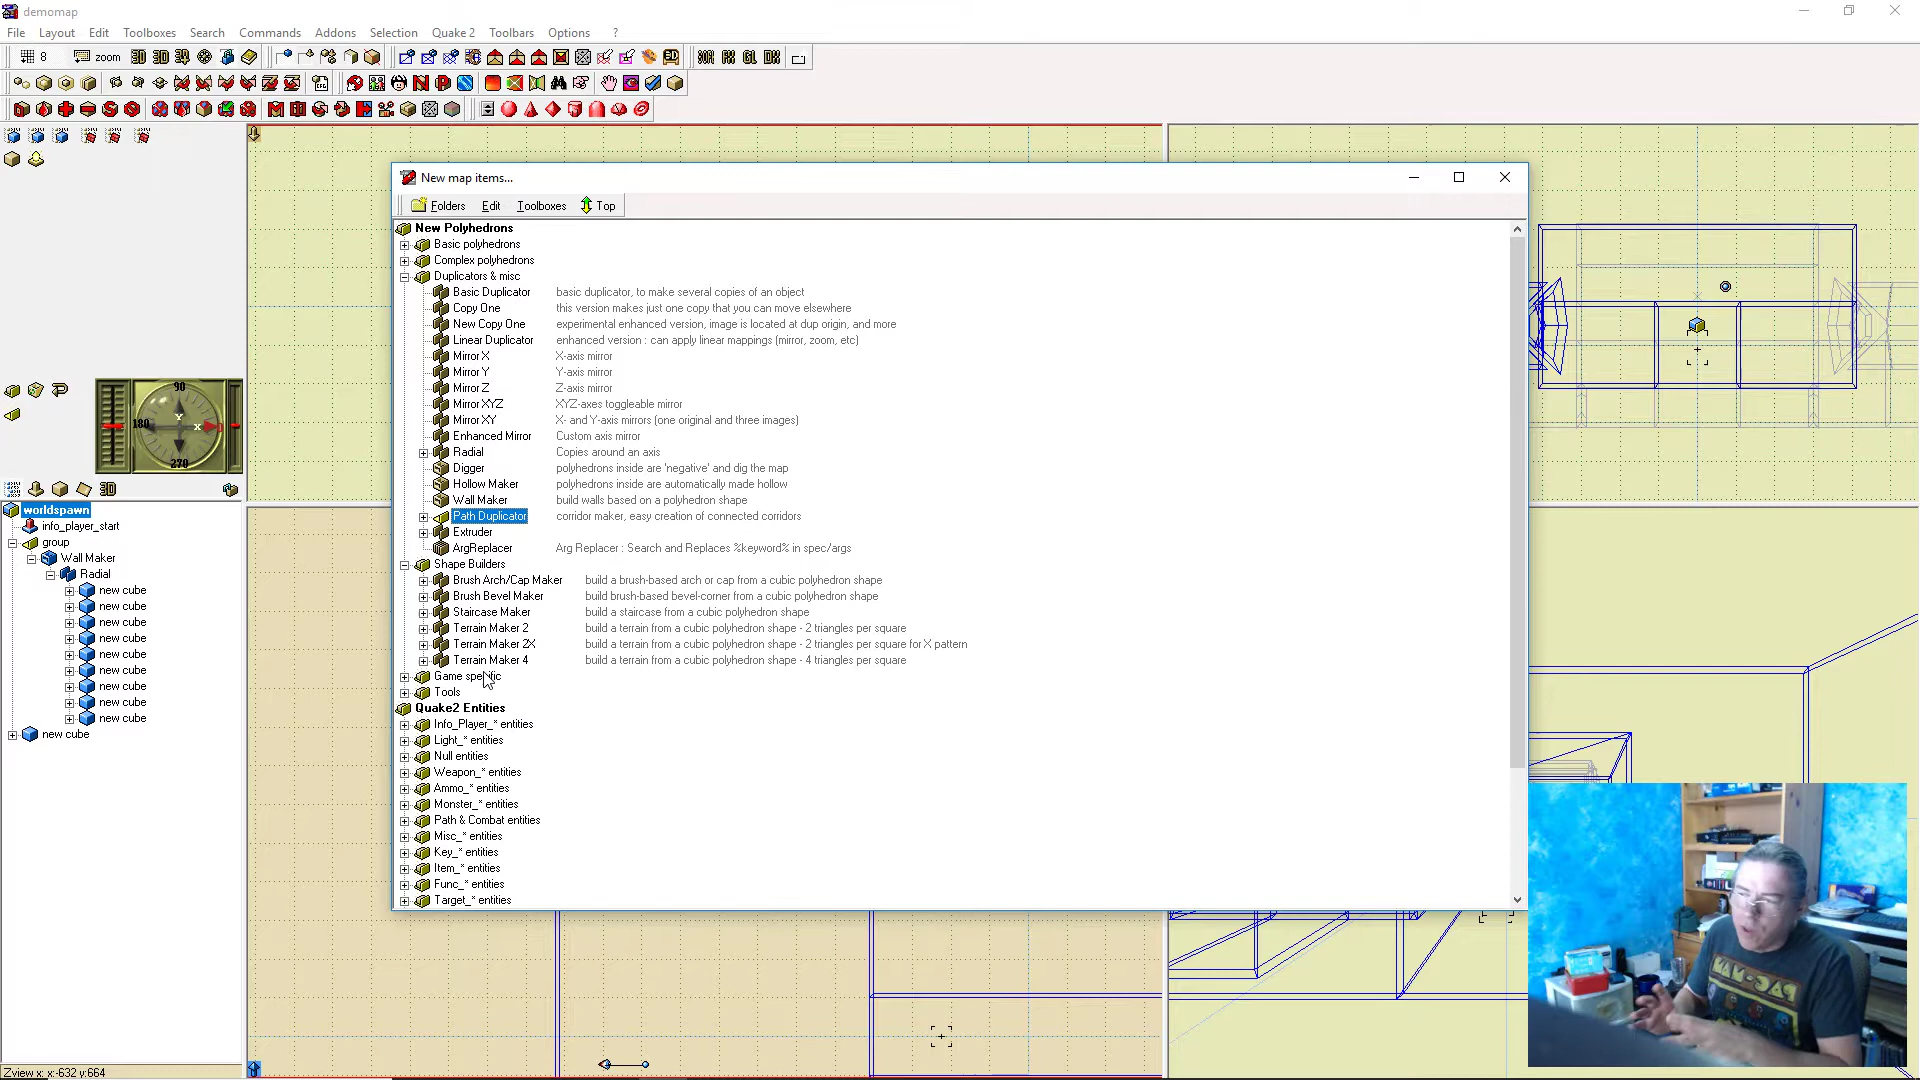 demomap
File Layout Edit Toolboxes Search Commands Addons Selection Quake 2 Toolbars Options ?
8 zoom 3D 3D GL DX
New map items...
Folders Edit Toolboxes Top
New Polyhedrons
Basic polyhedrons
Complex polyhedrons
Duplicators & misc
Basic Duplicator basic duplicator, to make several copies of an object
Copy One this version makes just one copy that you can move elsewhere
New Copy One experimental enhanced version, image is located at dup origin, and more
Linear Duplicator enhanced version : can apply linear mappings (mirror, zoom, etc)
Mirror X X-axis mirror
Mirror Y Y-axis mirror
Mirror Z Z-axis mirror
Mirror XYZ XYZ-axes toggleable mirror
Mirror XY X- and Y-axis mirrors (one original and three images)
Enhanced Mirror Custom axis mirror
Radial Copies around an axis
Digger polyhedrons inside are 'negative' and dig the map
Hollow Maker polyhedrons inside are automatically made hollow
Wall Maker build walls based on a polyhedron shape
Path Duplicator corridor maker, easy creation of connected corridors
Extruder
ArgReplacer Arg Replacer : Search and Replaces %keyword% in spec/args
Shape Builders
Brush Arch/Cap Maker build a brush-based arch or cap from a cubic polyhedron shape
Brush Bevel Maker build brush-based bevel-corner from a cubic polyhedron shape
Staircase Maker build a staircase from a cubic polyhedron shape
Terrain Maker 2 build a terrain from a cubic polyhedron shape - 2 triangles per square
Terrain Maker 2X build a terrain from a cubic polyhedron shape - 2 triangles per square for X pattern
Terrain Maker 4 build a terrain from a cubic polyhedron shape - 4 triangles per square
Game specific
Tools
Quake2 Entities
Info_Player_* entities
Light_* entities
Null entities
Weapon_* entities
Ammo_* entities
Monster_* entities
Path & Combat entities
Misc_* entities
Key_* entities
Item_* entities
Func_* entities
Target_* entities
90
Y
180 X
270
3D
worldspawn
info_player_start
group
Wall Maker
Radial
new cube
new cube
new cube
new cube
new cube
new cube
new cube
new cube
new cube
new cube
Zview x: x:-632 y:664
PAC-MAN